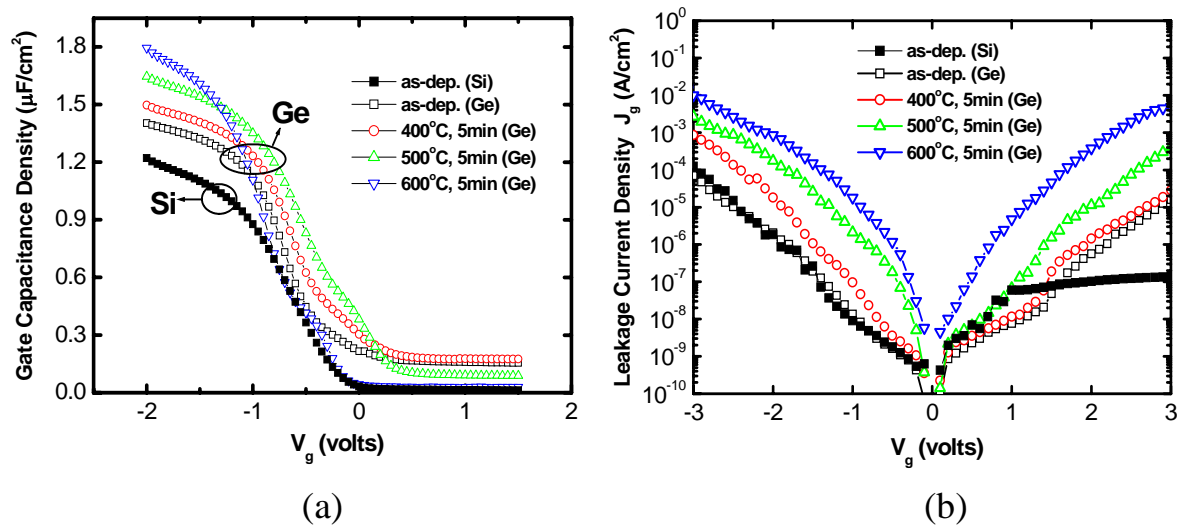 Gate Capacitance Density (μF/cm²)
1.8
1.5
1.2
0.9
0.6
0.3
0.0
-2
-1
0
1
2
V_g (volts)
as-dep. (Si)
as-dep. (Ge)
400°C, 5min (Ge)
500°C, 5min (Ge)
600°C, 5min (Ge)
Ge
Si
(a)
Leakage Current Density J_g (A/cm²)
10⁰
10⁻¹
10⁻²
10⁻³
10⁻⁴
10⁻⁵
10⁻⁶
10⁻⁷
10⁻⁸
10⁻⁹
10⁻¹⁰
-3
-2
-1
0
1
2
3
V_g (volts)
as-dep. (Si)
as-dep. (Ge)
400°C, 5min (Ge)
500°C, 5min (Ge)
600°C, 5min (Ge)
(b)